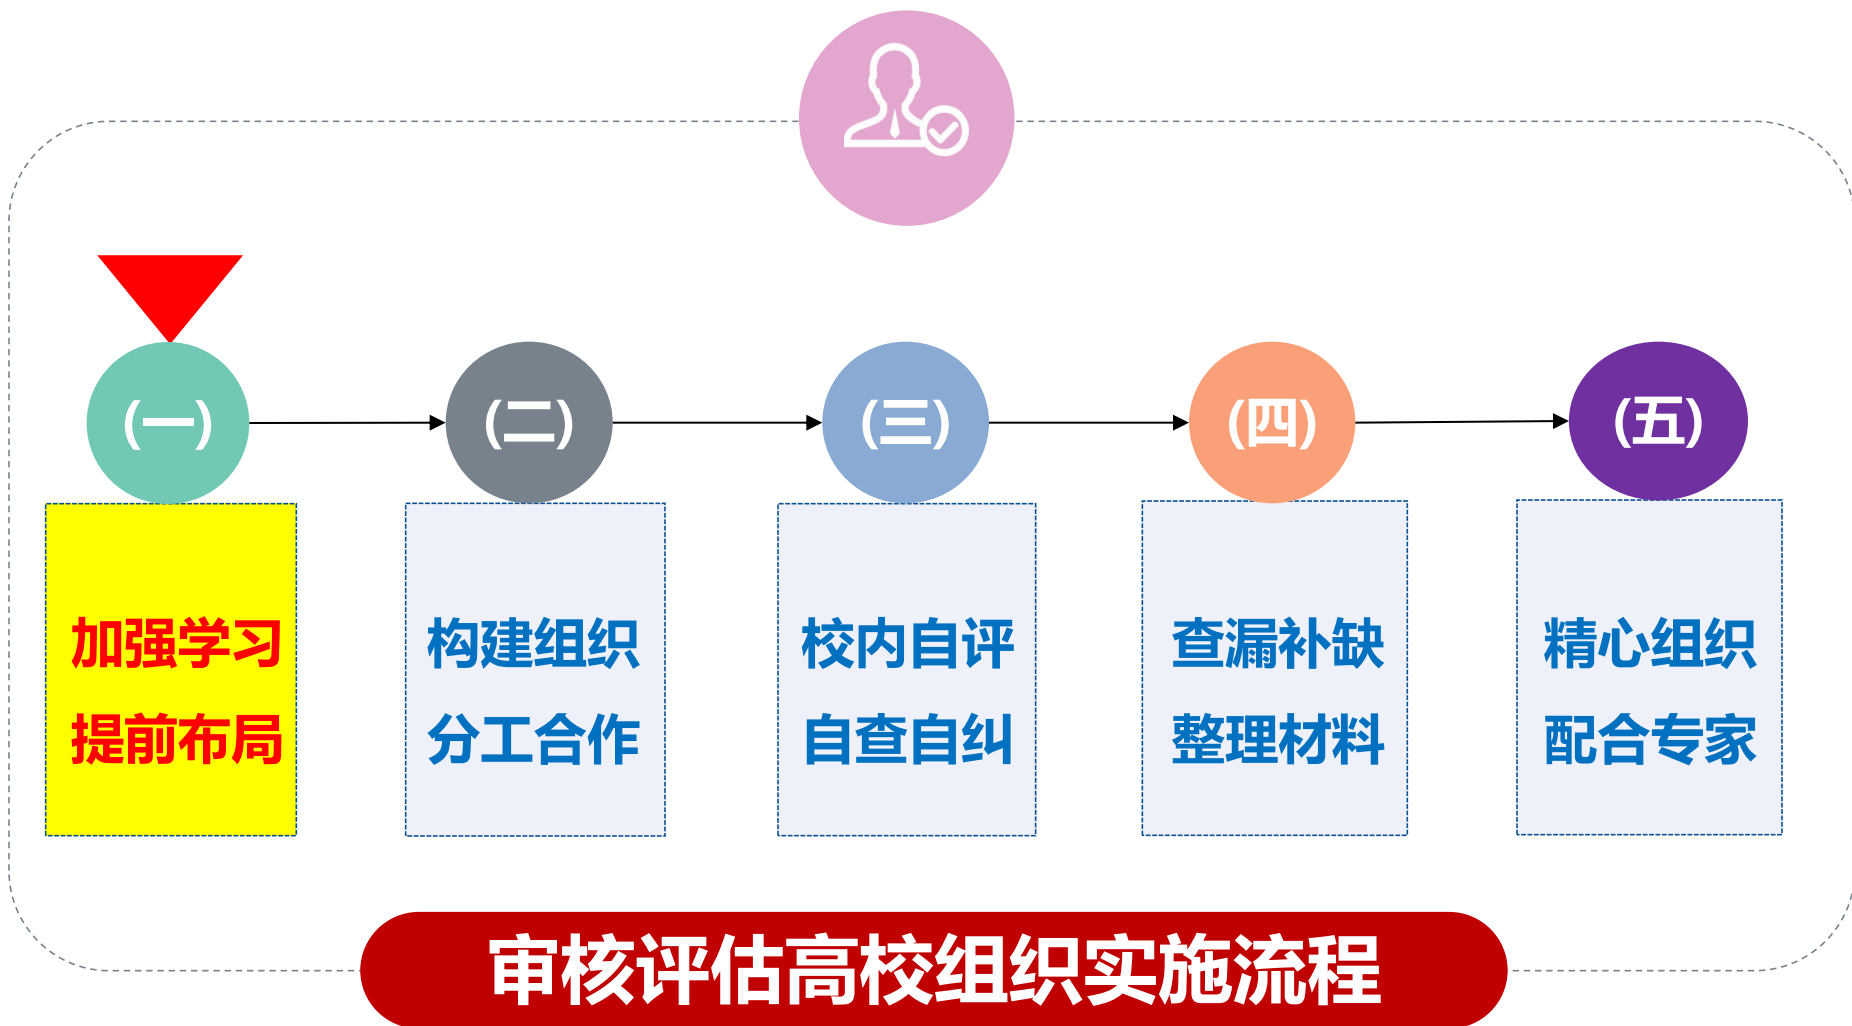 (一)
(二)
(三)
(四)
(五)
加强学习
提前布局
构建组织
分工合作
校内自评
自查自纠
查漏补缺
整理材料
精心组织
配合专家
审核评估高校组织实施流程